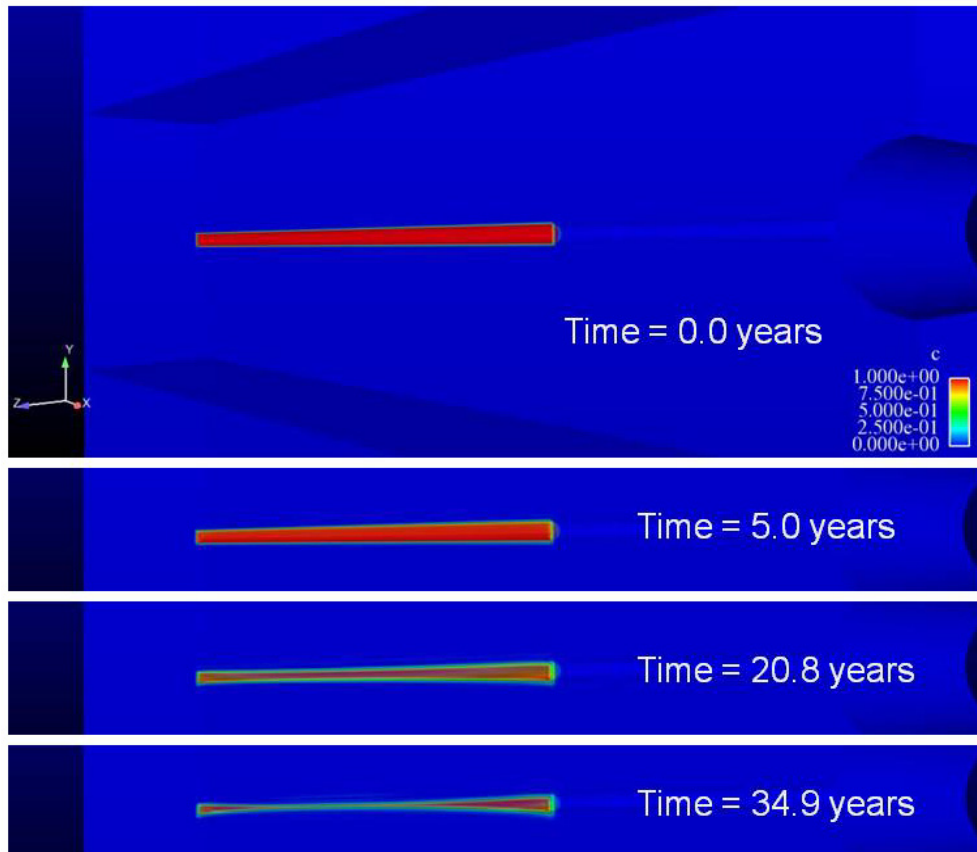 Time = 0.0 years
Y
Z
X
c
1.000e+00
7.500e-01
5.000e-01
2.500e-01
0.000e+00
Time = 5.0 years
Time = 20.8 years
Time = 34.9 years